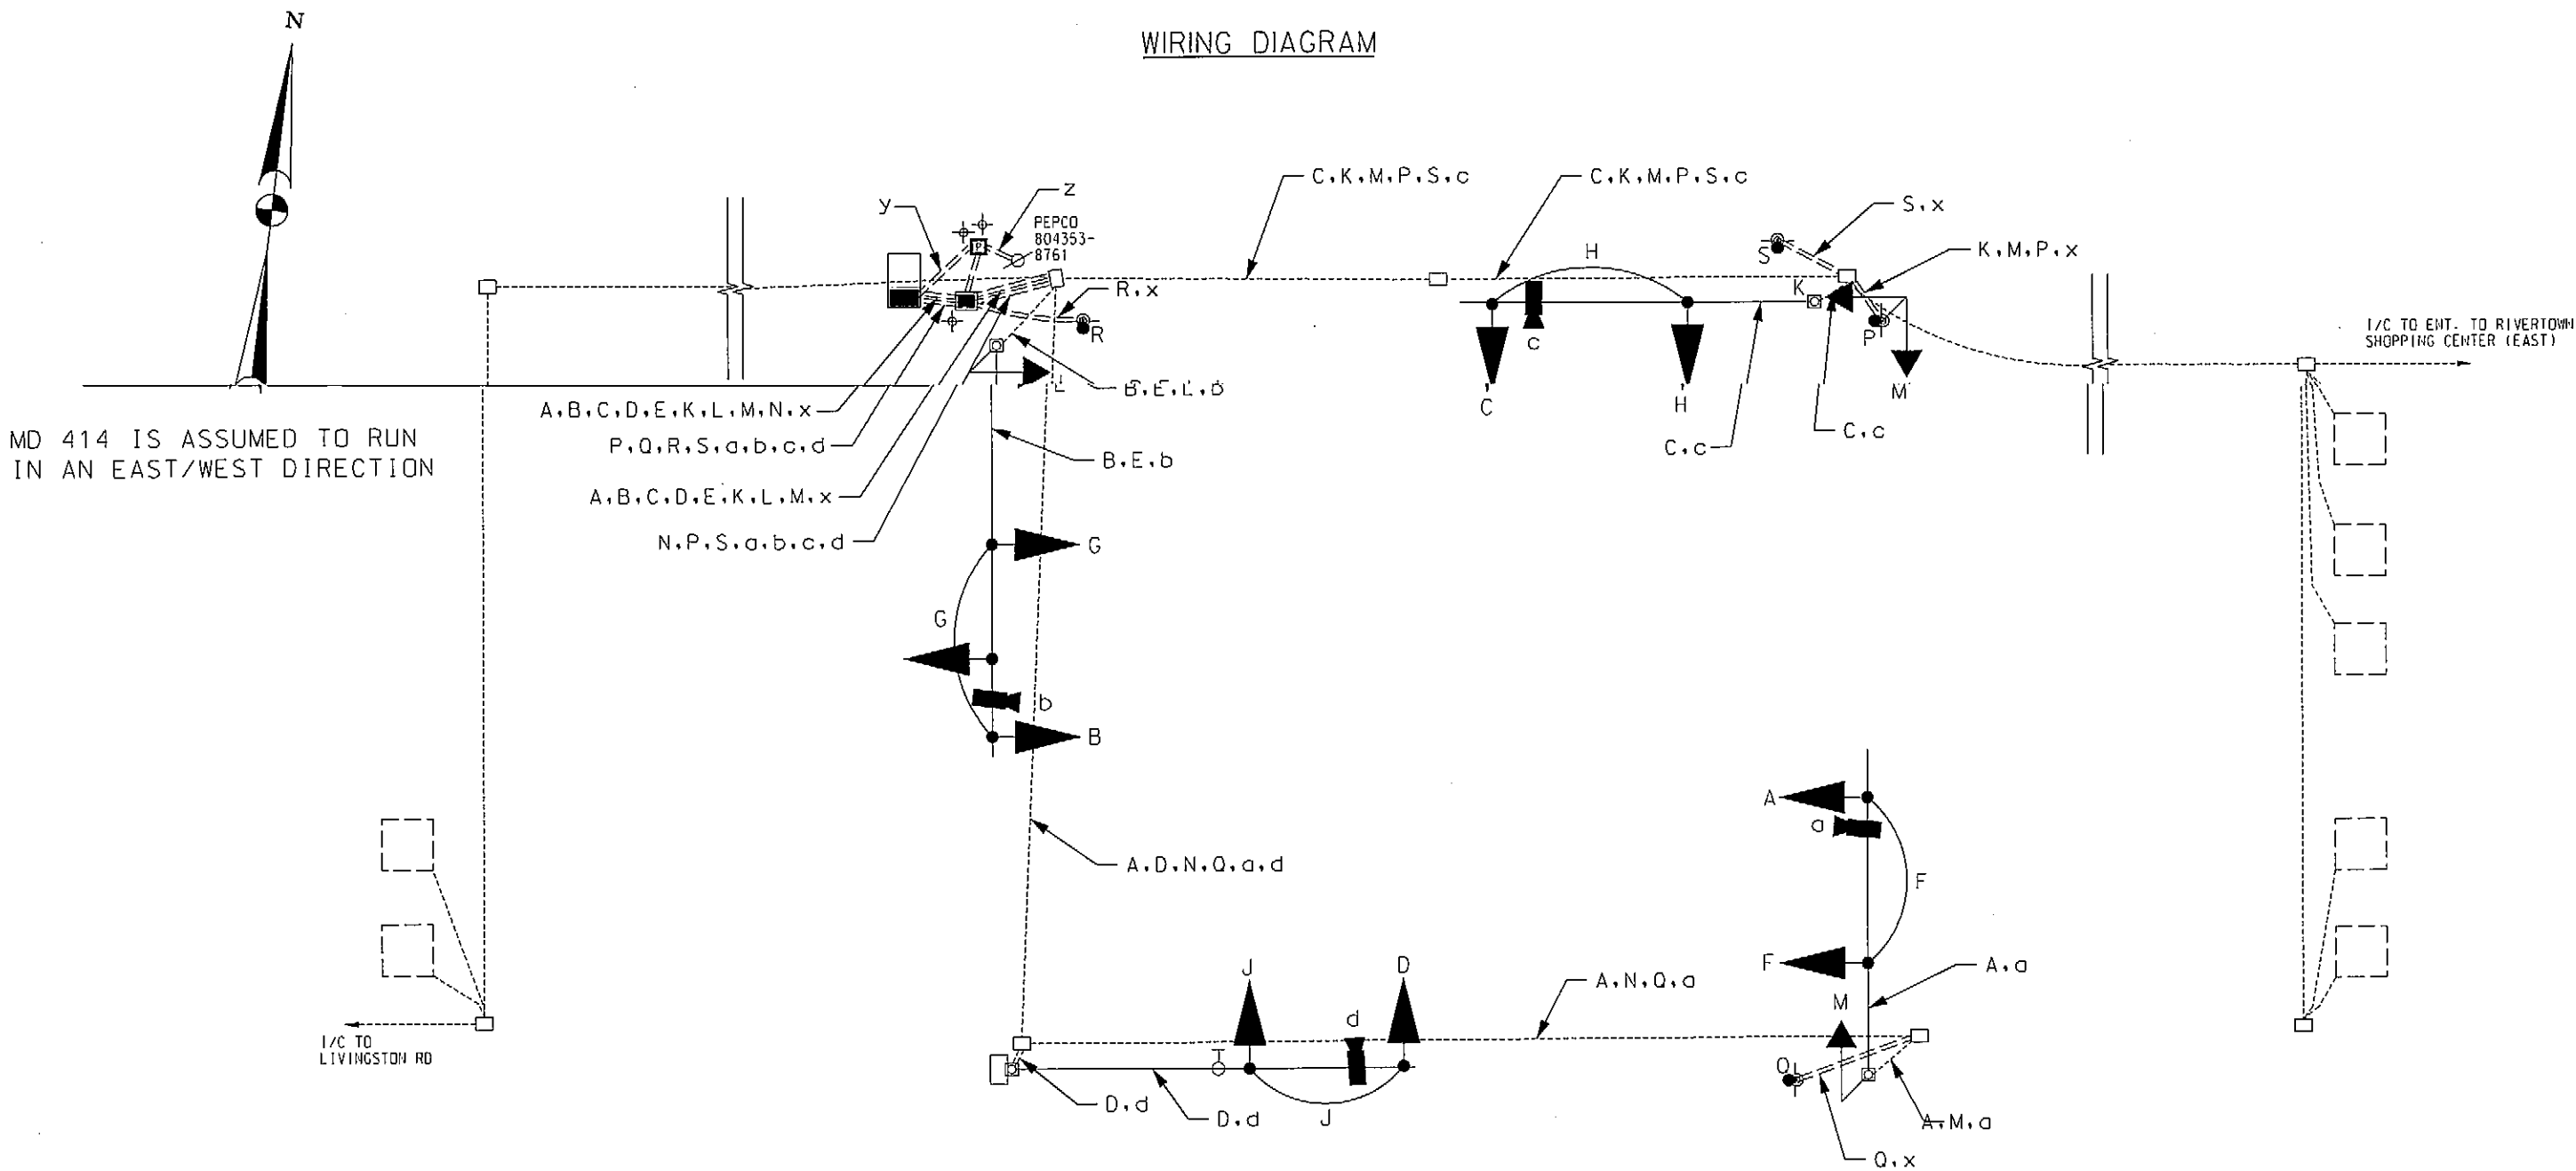 N
WIRING DIAGRAM
C,K,M,P,S,c
C,K,M,P,S,c
z
y
S,x
PEPCO
804353-
8761
P
H
S
K,M,P,x
K
R,x
R
c
P
I/C TO ENT. TO RIVERTOWN
SHOPPING CENTER (EAST)
L
B,E,L,b
C
H
M
A,B,C,D,E,K,L,M,N,x
MD 414 IS ASSUMED TO RUN
IN AN EAST/WEST DIRECTION
P,Q,R,S,a,b,c,d
C,c
C,c
B,E,b
A,B,C,D,E,K,L,M,x
N,P,S,a,b,c,d
G
G
b
B
A
a
A,D,N,Q,a,d
F
J
D
F
A,a
A,N,Q,a
M
d
I/C TO
LIVINGSTON RD
Q
D,d
D,d
J
A,M,a
Q,x